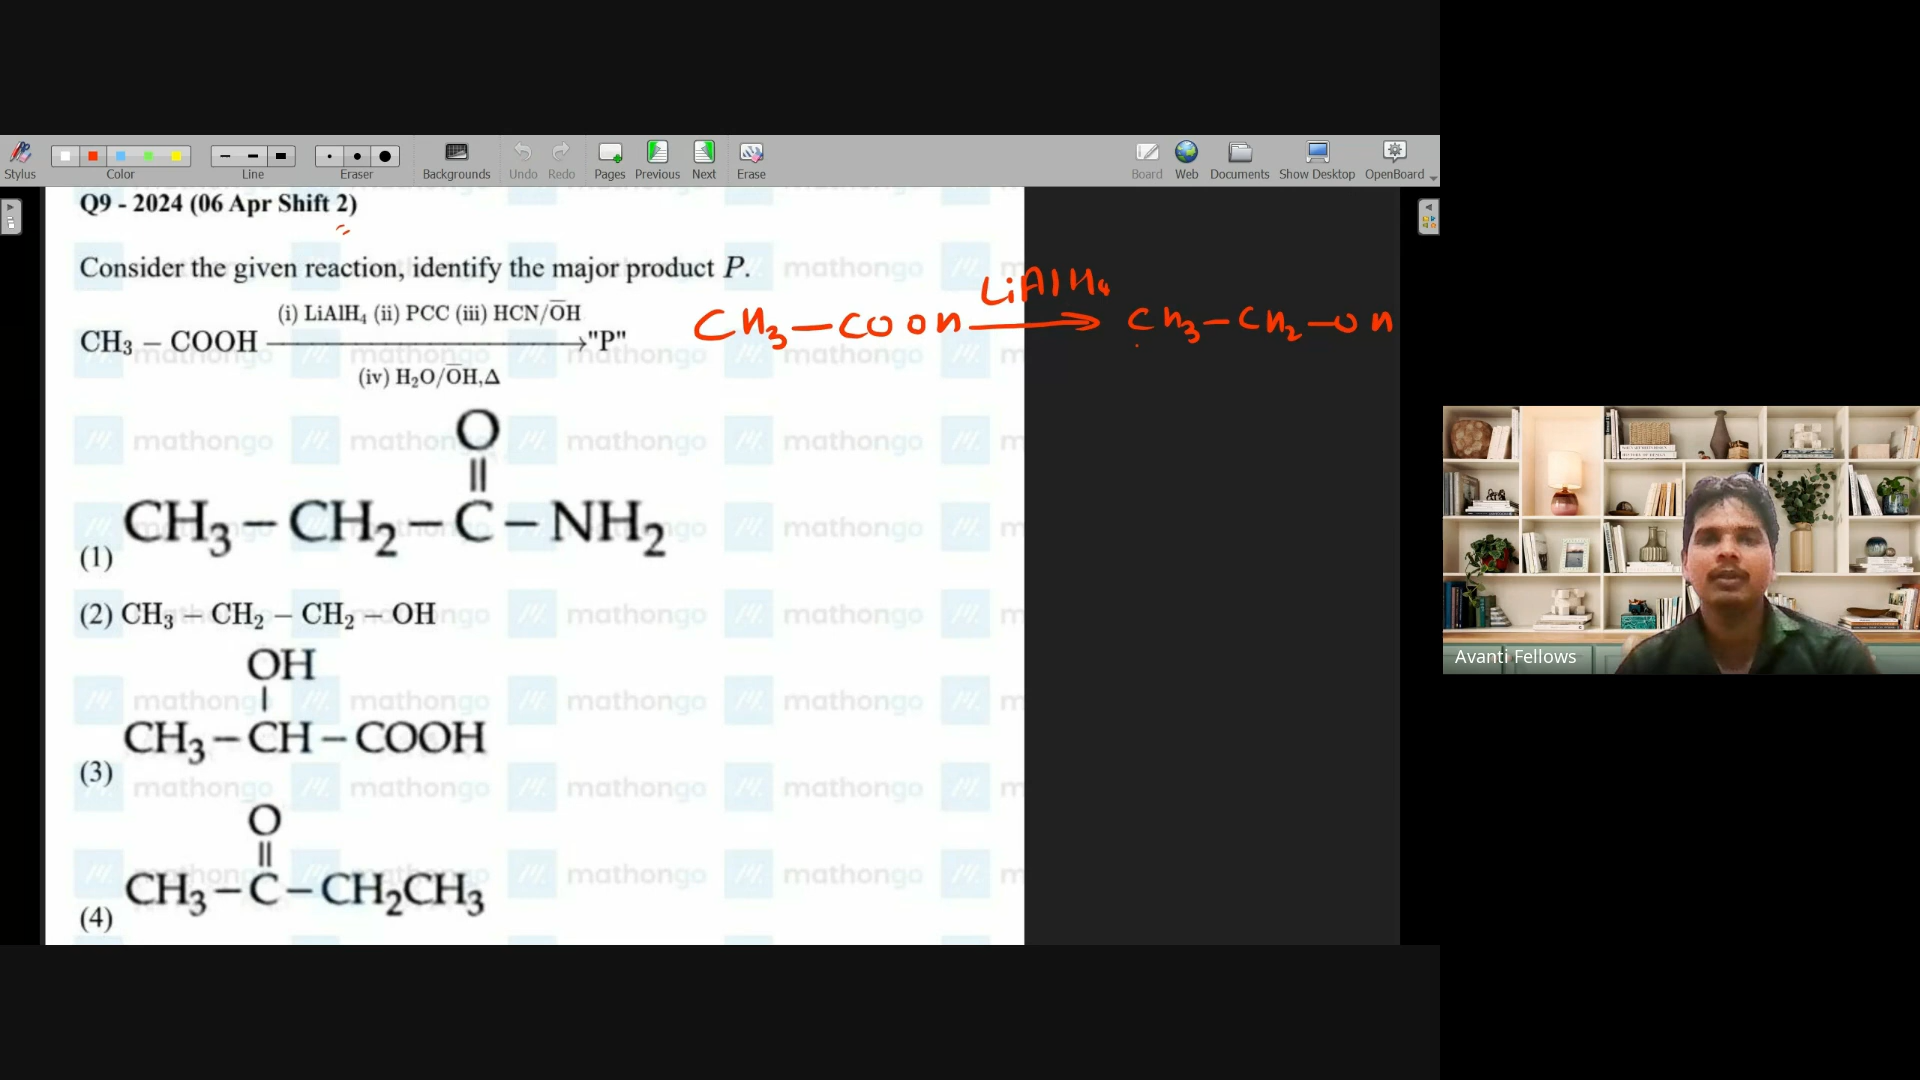 Stylus Color Line Eraser Backgrounds Undo Redo Pages Previous Next Erase Board Web Documents Show Desktop OpenBoard
Q9 - 2024 (06 Apr Shift 2)
Consider the given reaction, identify the major product P.
(i) LiAlH₄ (ii) PCC (iii) HCN/O̅H
CH₃ – COOH ⟶ "P"
(iv) H₂O/O̅H,Δ
LiAlH₄
CH₃ – COOH ⟶ CH₃ – CH₂ – OH
O
||
(1) CH₃ – CH₂ – C – NH₂
(2) CH₃ – CH₂ – CH₂ – OH
OH
|
(3) CH₃ – CH – COOH
O
||
(4) CH₃ – C – CH₂CH₃
mathongo
Avanti Fellows